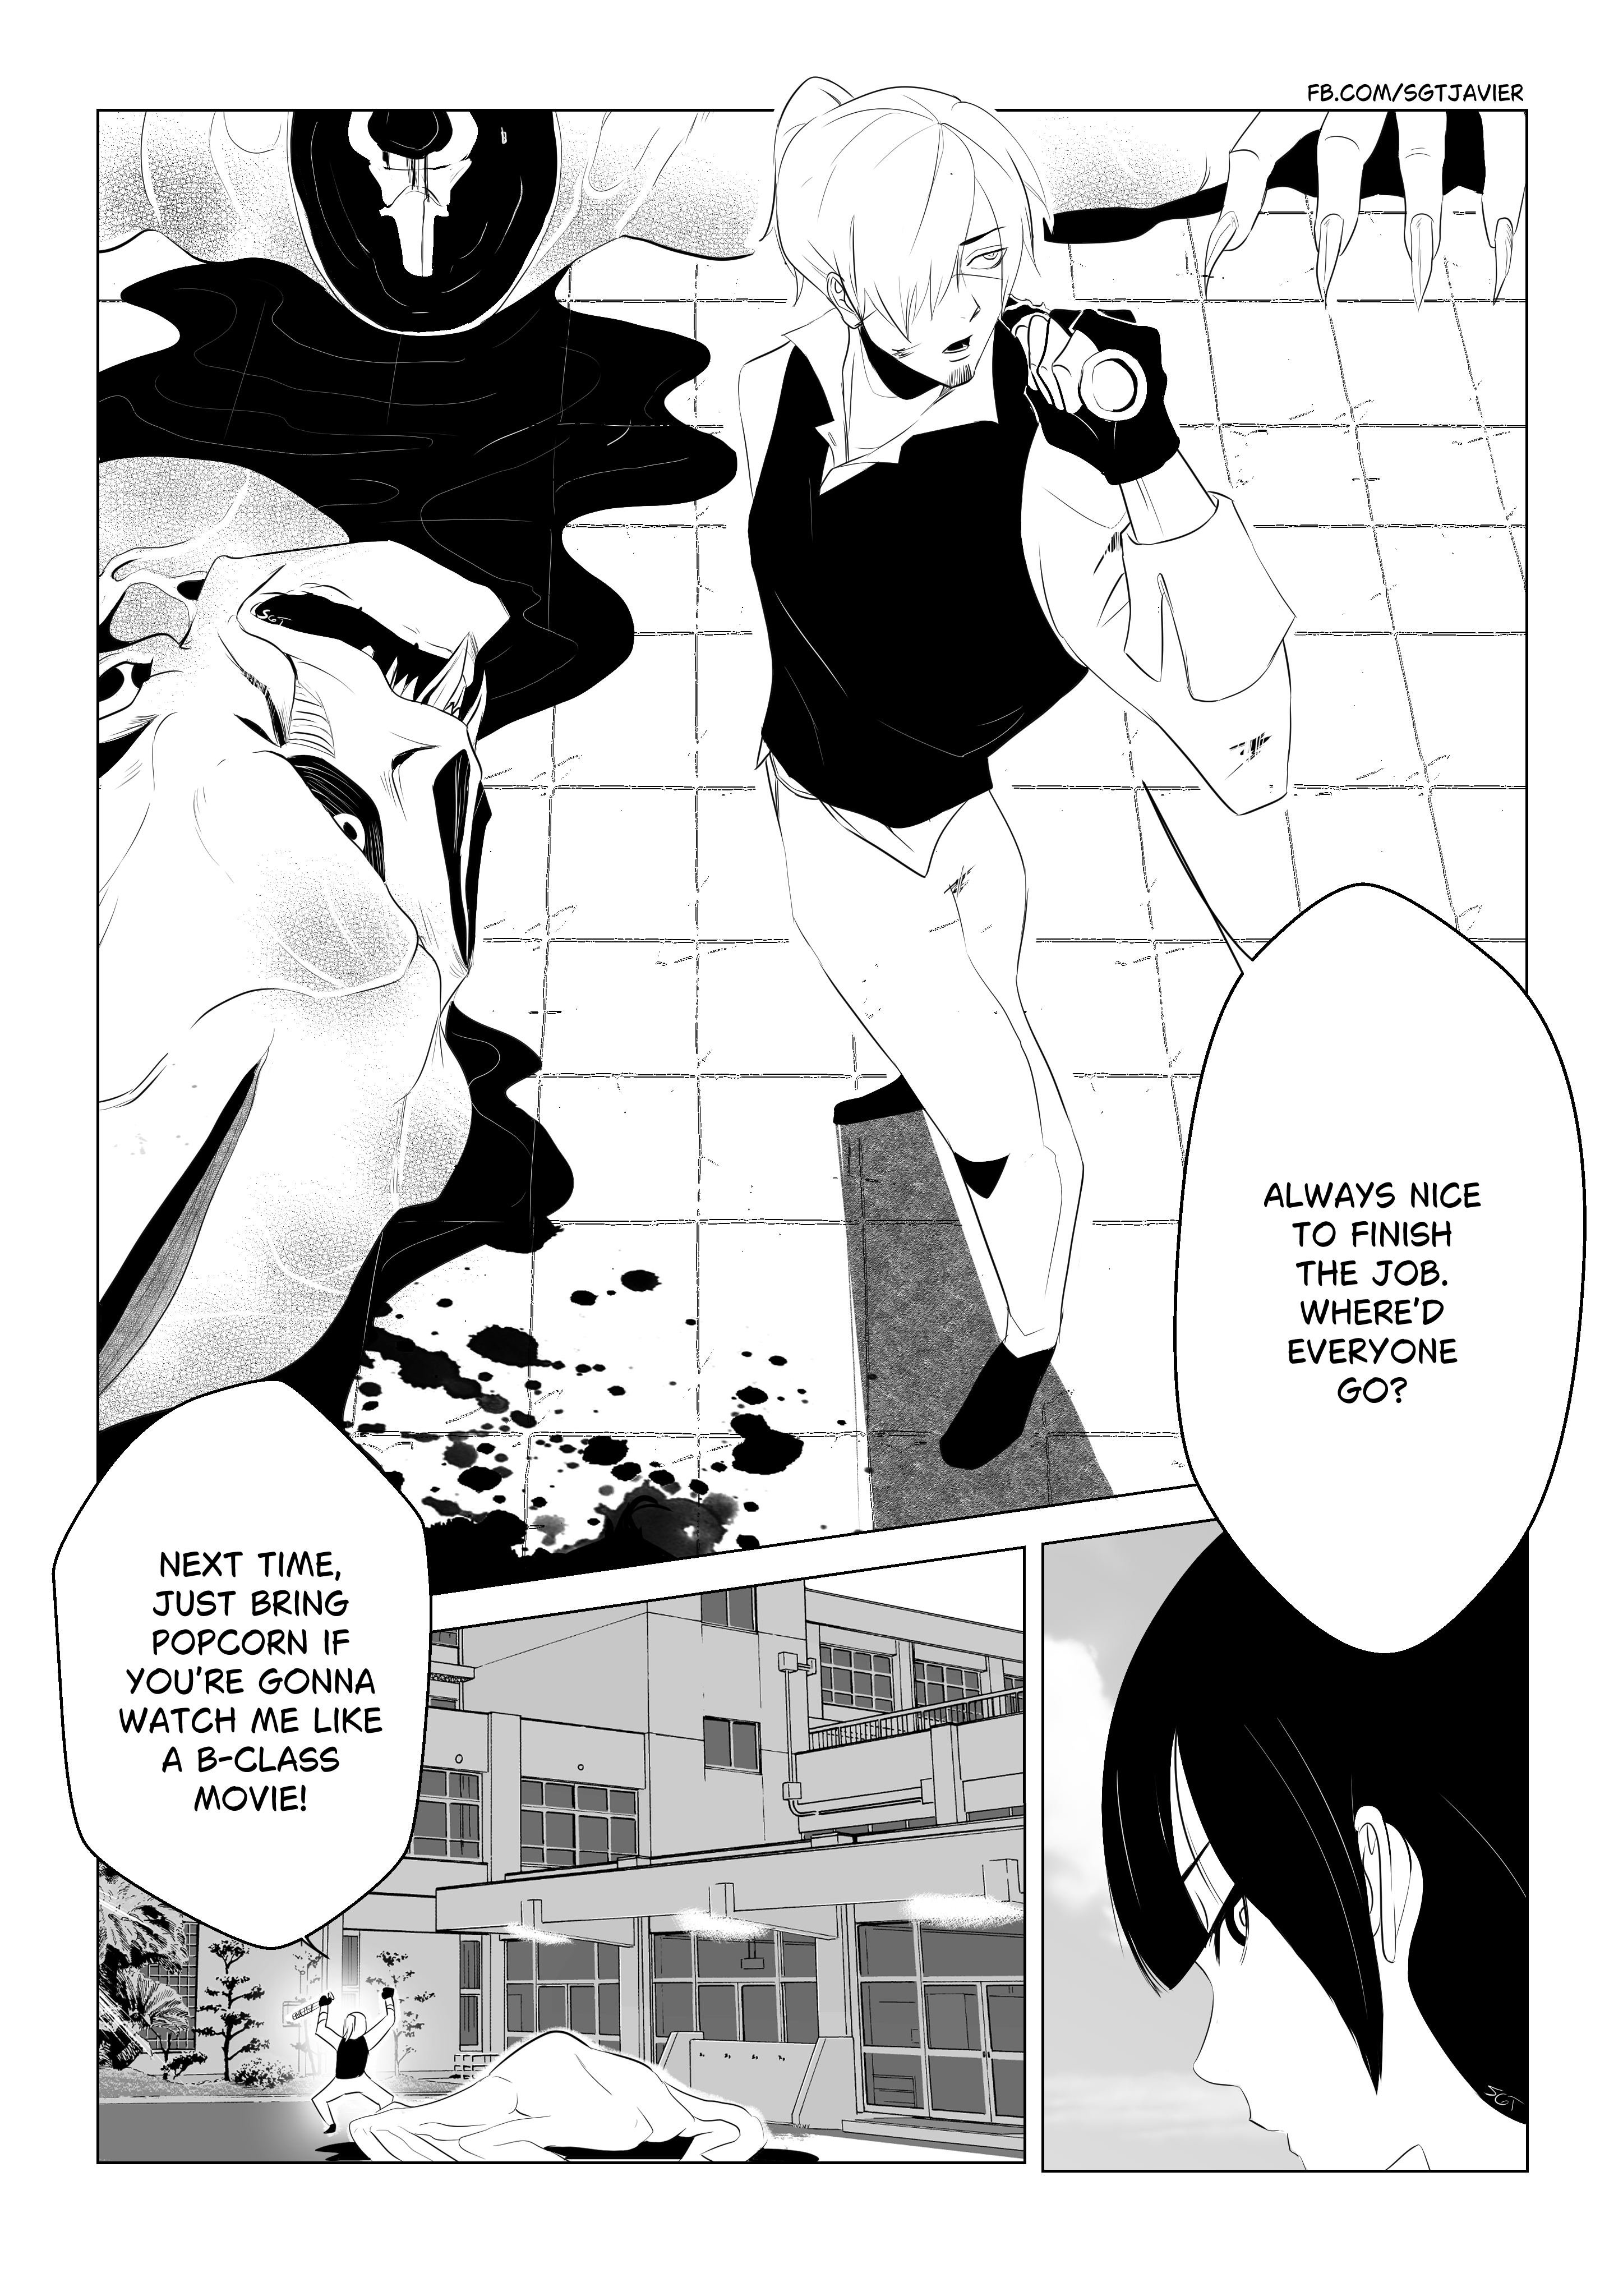 FB.COM/SGTJAVIER
SGT
ALWAYS NICE
TO FINISH
THE JOB.
WHERE'D
EVERYONE
GO?
NEXT TIME,
JUST BRING
POPCORN IF
YOU'RE GONNA
WATCH ME LIKE
A B-CLASS
MOVIE!
SGT